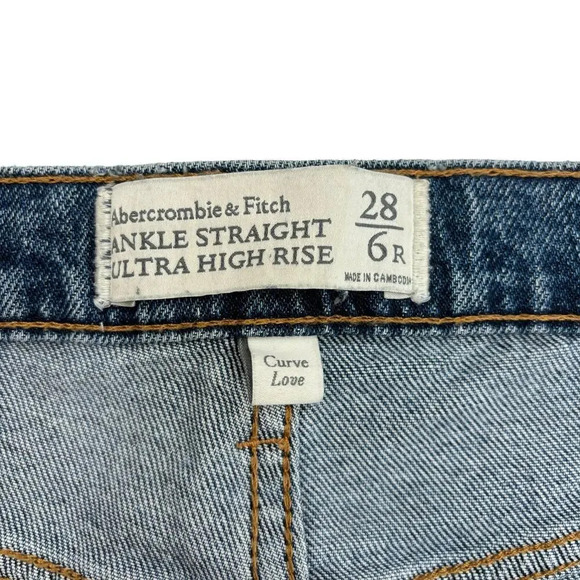 Abercrombie & Fitch
ANKLE STRAIGHT
ULTRA HIGH RISE
28
6R
MADE IN CAMBODIA
Curve
Love